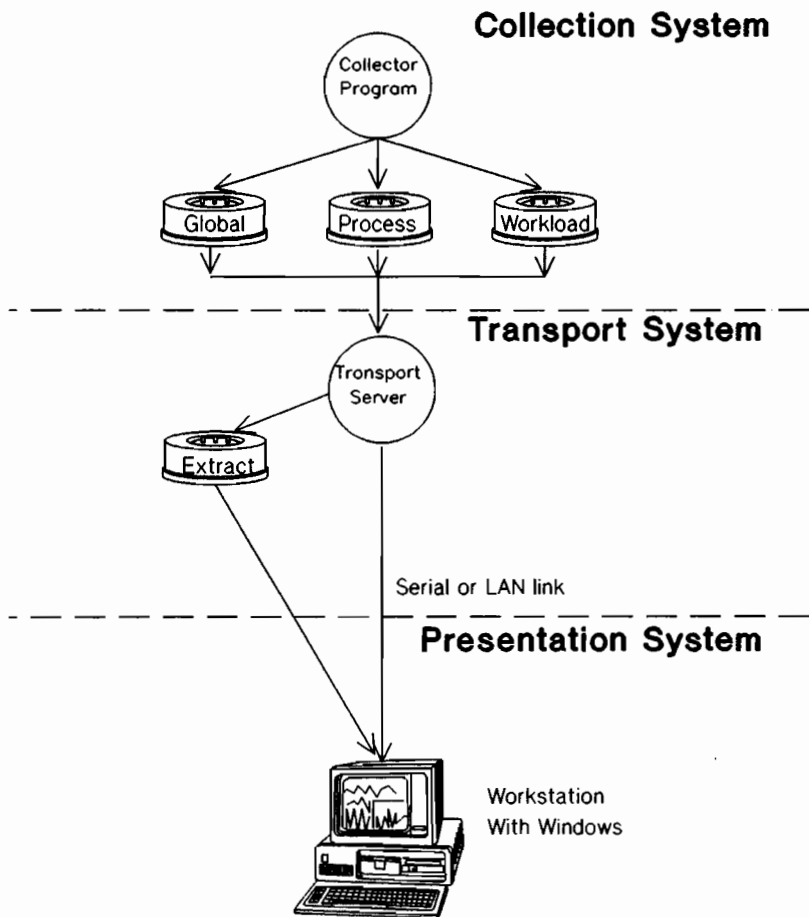 Collection System
Collector
Program
Global
Process
Workload
Transport System
Transport
Server
Extract
Serial or LAN link
Presentation System
Workstation
With Windows